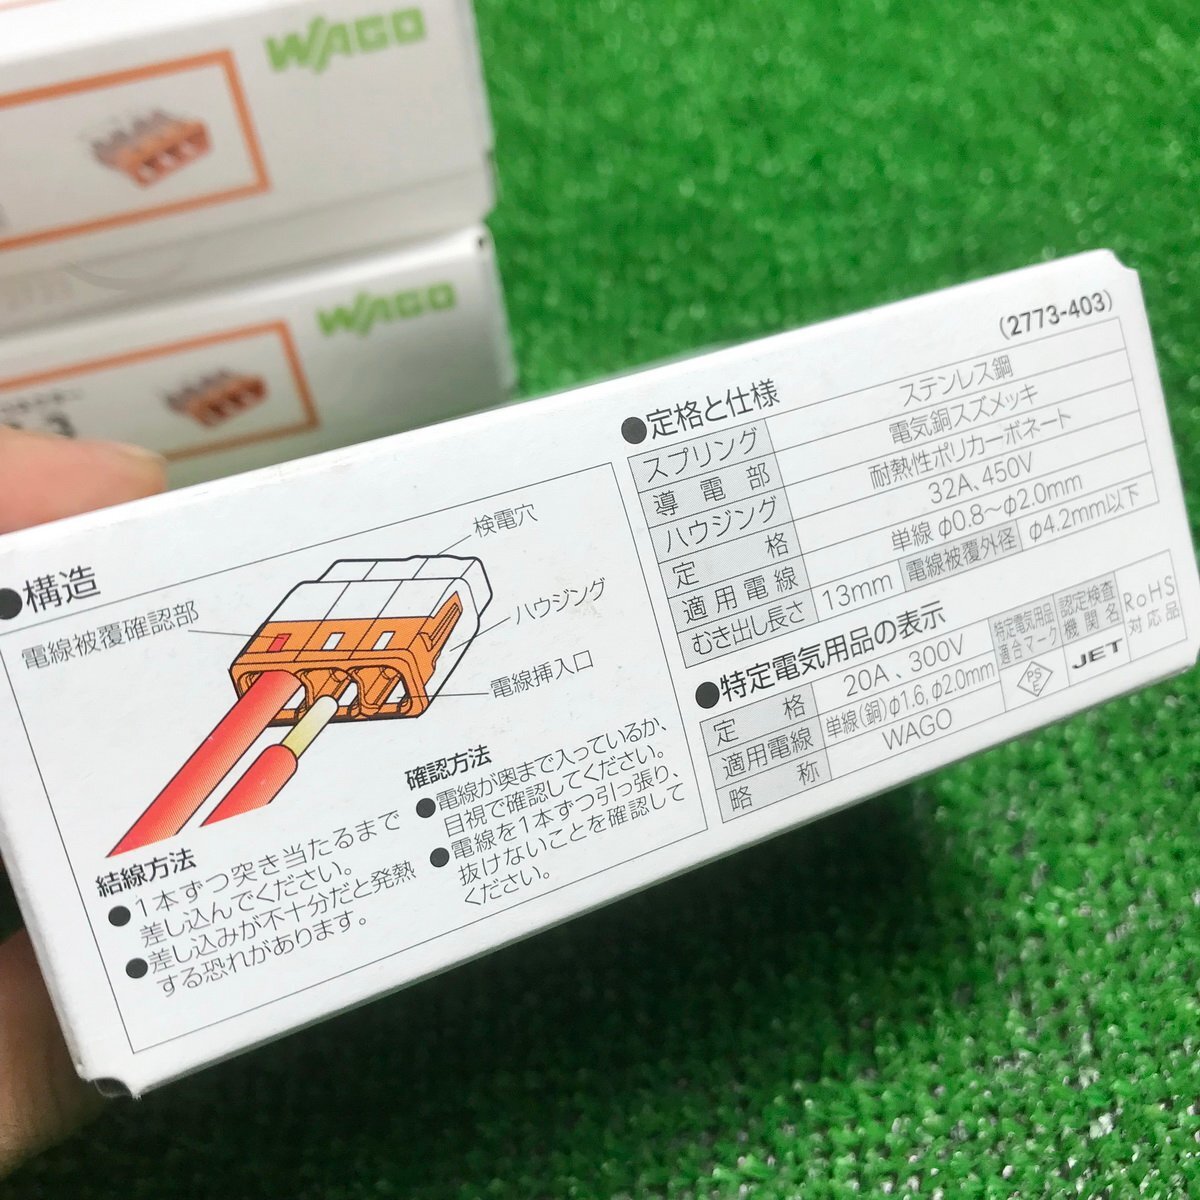 WAGO
WAGO
(2773-403)
●定格と仕様
スプリング ステンレス鋼
導電部 電気銅スズメッキ
ハウジング 耐熱性ポリカーボネート
定格 32A、450V
適用電線 単線 φ0.8〜φ2.0mm
むき出し長さ 13mm 電線被覆外径 φ4.2mm以下
●特定電気用品の表示
定格 20A、300V
適用電線 単線(銅)φ1.6,φ2.0mm
略称 WAGO
特定電気用品
適合マーク
PS
E
認定検査
機関名
JET
RoHS
対応品
●構造
検電穴
ハウジング
電線被覆確認部
電線挿入口
結線方法
●1本ずつ突き当たるまで
差し込んでください。
●差し込みが不十分だと発熱
する恐れがあります。
確認方法
●電線が奥まで入っているか、
目視で確認してください。
●電線を1本ずつ引っ張り、
抜けないことを確認して
ください。